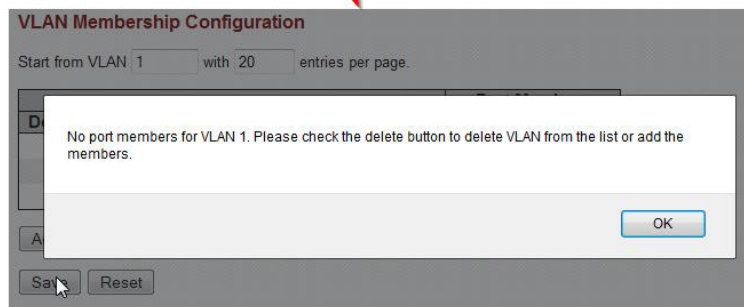 VLAN Membership Configuration
Start from VLAN 1 with 20 entries per page.
No port members for VLAN 1. Please check the delete button to delete VLAN from the list or add the
members.
OK
Save Reset